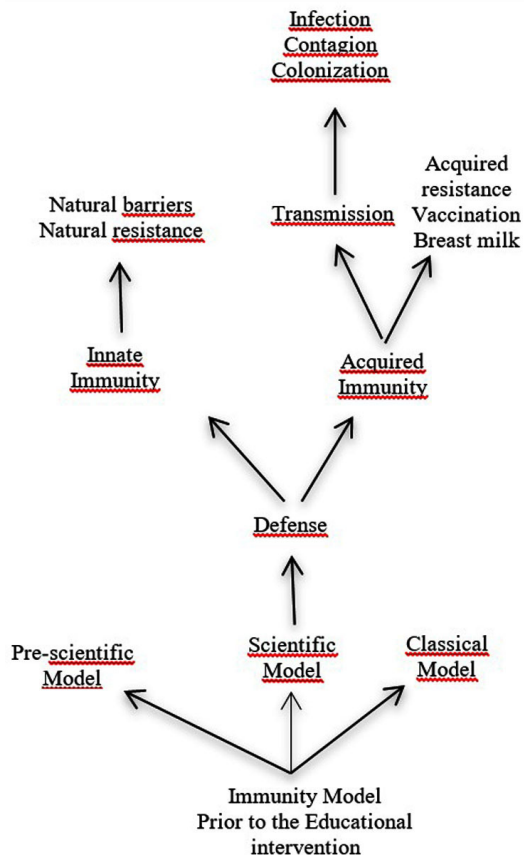 Infection
Contagion
Colonization
Acquired
resistance
Vaccination
Breast milk
Natural barriers
Natural resistance
Transmission
Innate
Immunity
Acquired
Immunity
Defense
Pre-scientific
Model
Scientific
Model
Classical
Model
Immunity Model
Prior to the Educational
intervention